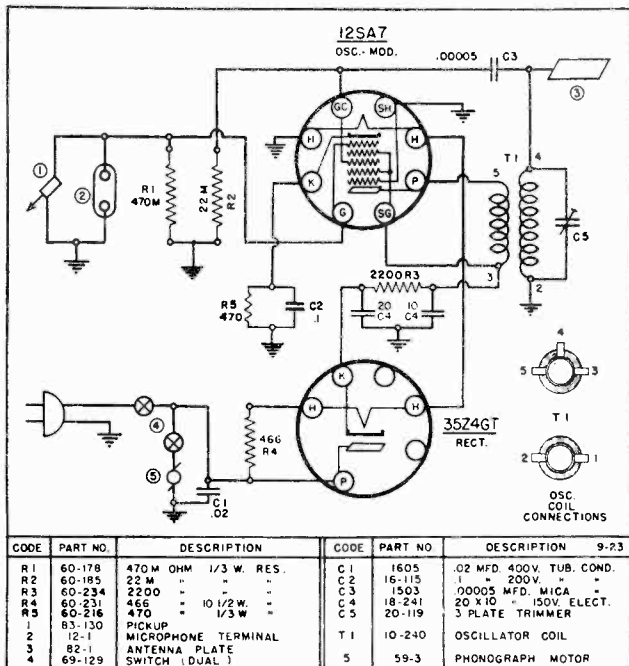 12SA7
OSC.-MOD.
.00005 C3
3
GC SH
H H
K P
G SG
1
2
R1
470M
22M
R2
5 T1 4
C5
3
2
2200R3
20
C4
10
C4
R5
470
C2
.1
K
H H
P
35Z4GT
RECT.
4
5
466
R4
C1
.02
4
5 3
T1
2 1
OSC.
COIL
CONNECTIONS
CODE PART NO. DESCRIPTION CODE PART NO DESCRIPTION 9-23
R1 60-178 470M OHM 1/3 W. RES. C1 1605 .02 MFD. 400V. TUB. COND.
R2 60-185 22 M " " " C2 16-115 .1 " 200V. " "
R3 60-234 2200 " " " C3 1503 .00005 MFD. MICA "
R4 60-231 466 " 10 1/2 W. " C4 18-241 20 X 10 " 150V. ELECT.
R5 60-216 470 " 1/3 W " C5 20-119 3 PLATE TRIMMER
1 83-130 PICKUP
2 12-1 MICROPHONE TERMINAL T1 10-240 OSCILLATOR COIL
3 82-1 ANTENNA PLATE
4 69-129 SWITCH (DUAL) 5 59-3 PHONOGRAPH MOTOR